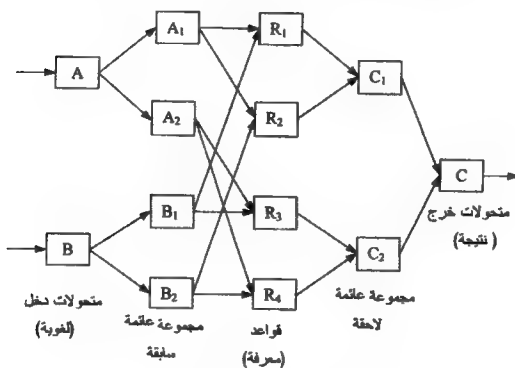 A₁
R₁
A
C₁
A₂
R₂
C
متحولات خرج
(نتيجة)
B₁
R₃
B
C₂
B₂
R₄
متحولات دخل
(لغوية)
مجموعة عائمة
سابقة
قواعد
(معرفة)
مجموعة عائمة
لاحقة